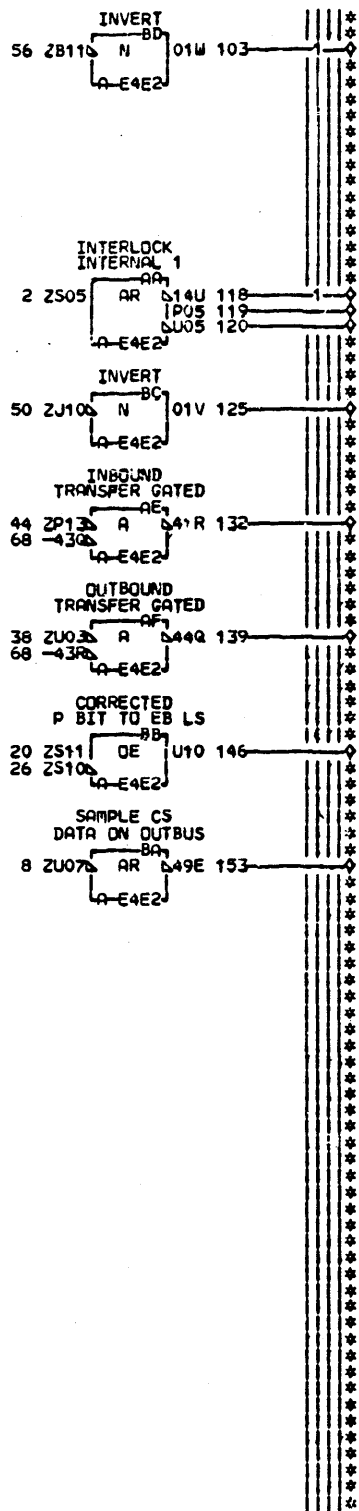 INVERT
BD
56 ZB11 N 01W 103 1
A E4E2
INTERLOCK
INTERNAL 1
AA
2 ZS05 AR 14U 118 1
P05 119
U05 120
A E4E2
INVERT
BC
50 ZJ10 N 01V 125
A E4E2
INBOUND
TRANSFER GATED
AE
44 ZP13 A R 132
68 -43Q
A E4E2
OUTBOUND
TRANSFER GATED
AF
38 ZU03 A 44Q 139
68 -43R
A E4E2
CORRECTED
P BIT TO EB LS
BB
20 ZS11 OE U10 146
26 ZS10
A E4E2
SAMPLE CS
DATA ON OUTBUS
BA
8 ZU07 AR 49E 153
A E4E2